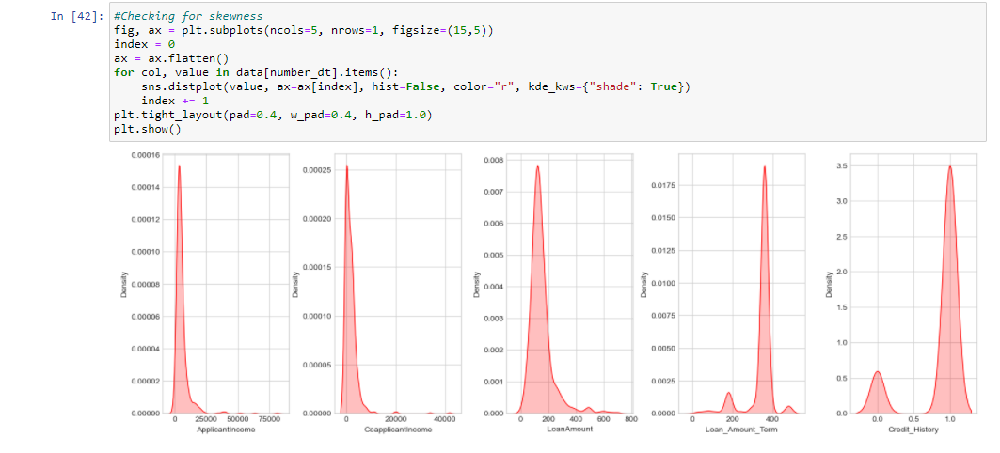 In [42]: #Checking for skewness
fig, ax = plt.subplots(ncols=5, nrows=1, figsize=(15,5))
index = 0
ax = ax.flatten()
for col, value in data[number_dt].items():
    sns.distplot(value, ax=ax[index], hist=False, color="r", kde_kws={"shade": True})
    index += 1
plt.tight_layout(pad=0.4, w_pad=0.4, h_pad=1.0)
plt.show()
0.00016
0.00014
0.00012
0.00010
0.00008
0.00006
0.00004
0.00002
0.00000
Density
0 25000 50000 75000
ApplicantIncome
0.00025
0.00020
0.00015
0.00010
0.00005
0.00000
Density
0 20000 40000
CoapplicantIncome
0.008
0.007
0.006
0.005
0.004
0.003
0.002
0.001
0.000
Density
0 200 400 600 800
LoanAmount
0.0175
0.0150
0.0125
0.0100
0.0075
0.0050
0.0025
0.0000
Density
0 200 400
Loan_Amount_Term
3.5
3.0
2.5
2.0
1.5
1.0
0.5
0.0
Density
0.0 0.5 1.0
Credit_History